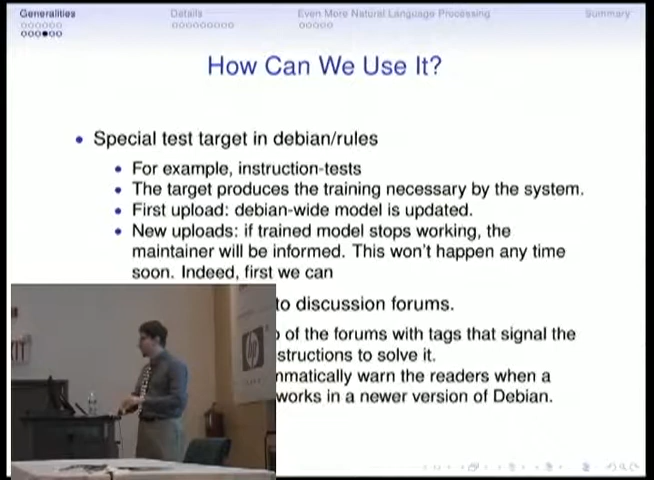 Generalities Details Even More Natural Language Processing Summary
How Can We Use It?
• Special test target in debian/rules
• For example, instruction-tests
• The target produces the training necessary by the system.
• First upload: debian-wide model is updated.
• New uploads: if trained model stops working, the
maintainer will be informed. This won't happen any time
soon. Indeed, first we can
to discussion forums.
of the forums with tags that signal the
structions to solve it.
matically warn the readers when a
works in a newer version of Debian.
hp